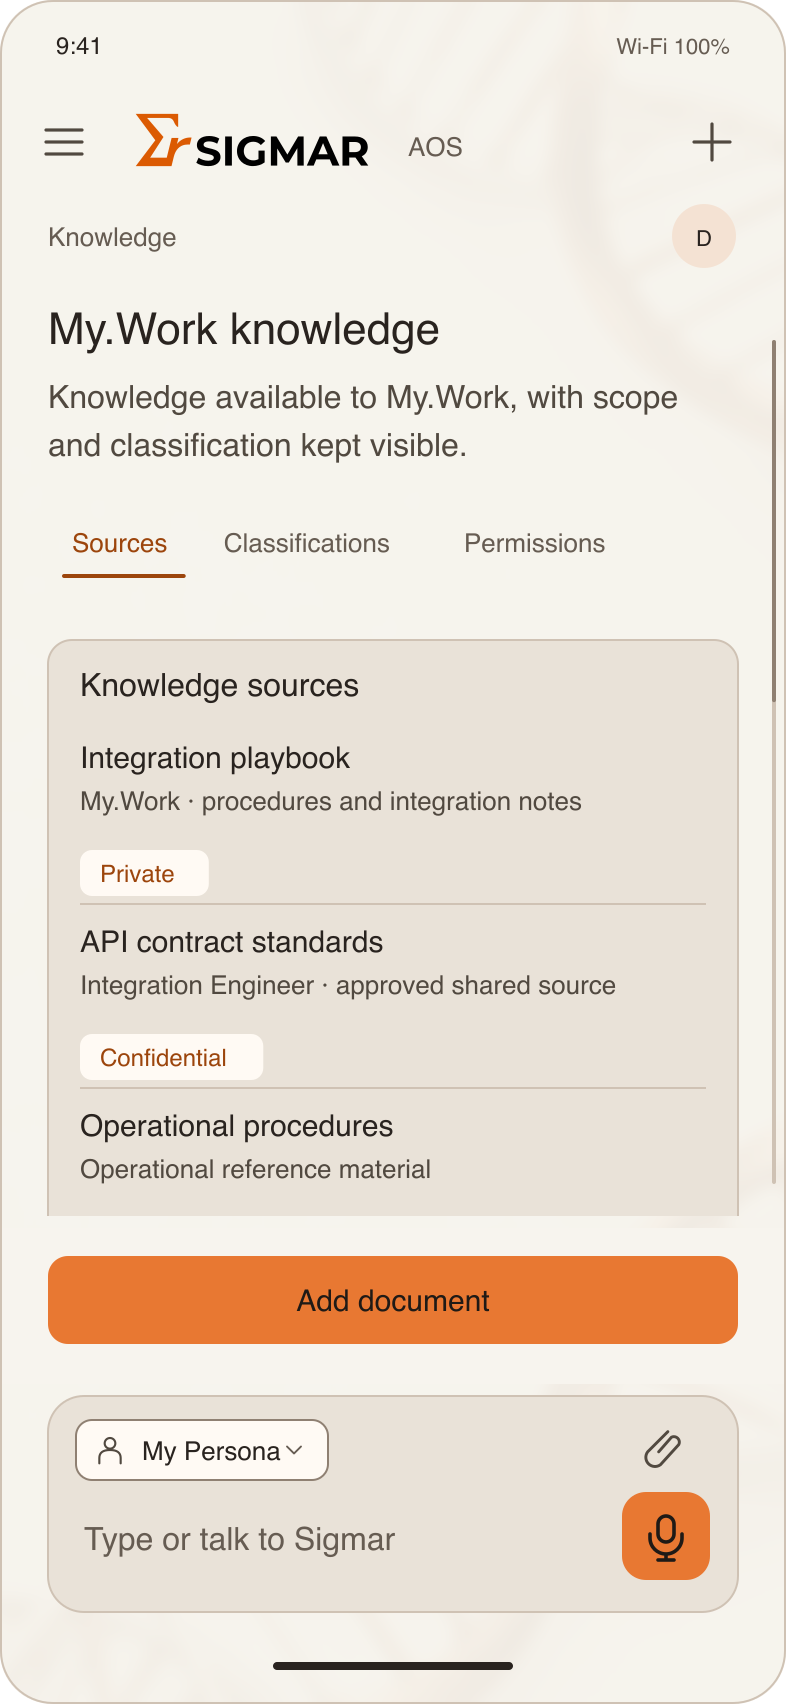 9:41
Wi-Fi 100%
Σr SIGMAR
AOS
Knowledge
D
My.Work knowledge
Knowledge available to My.Work, with scope
and classification kept visible.
Sources
Classifications
Permissions
Knowledge sources
Integration playbook
My.Work · procedures and integration notes
Private
API contract standards
Integration Engineer · approved shared source
Confidential
Operational procedures
Operational reference material
Add document
My Persona
Type or talk to Sigmar